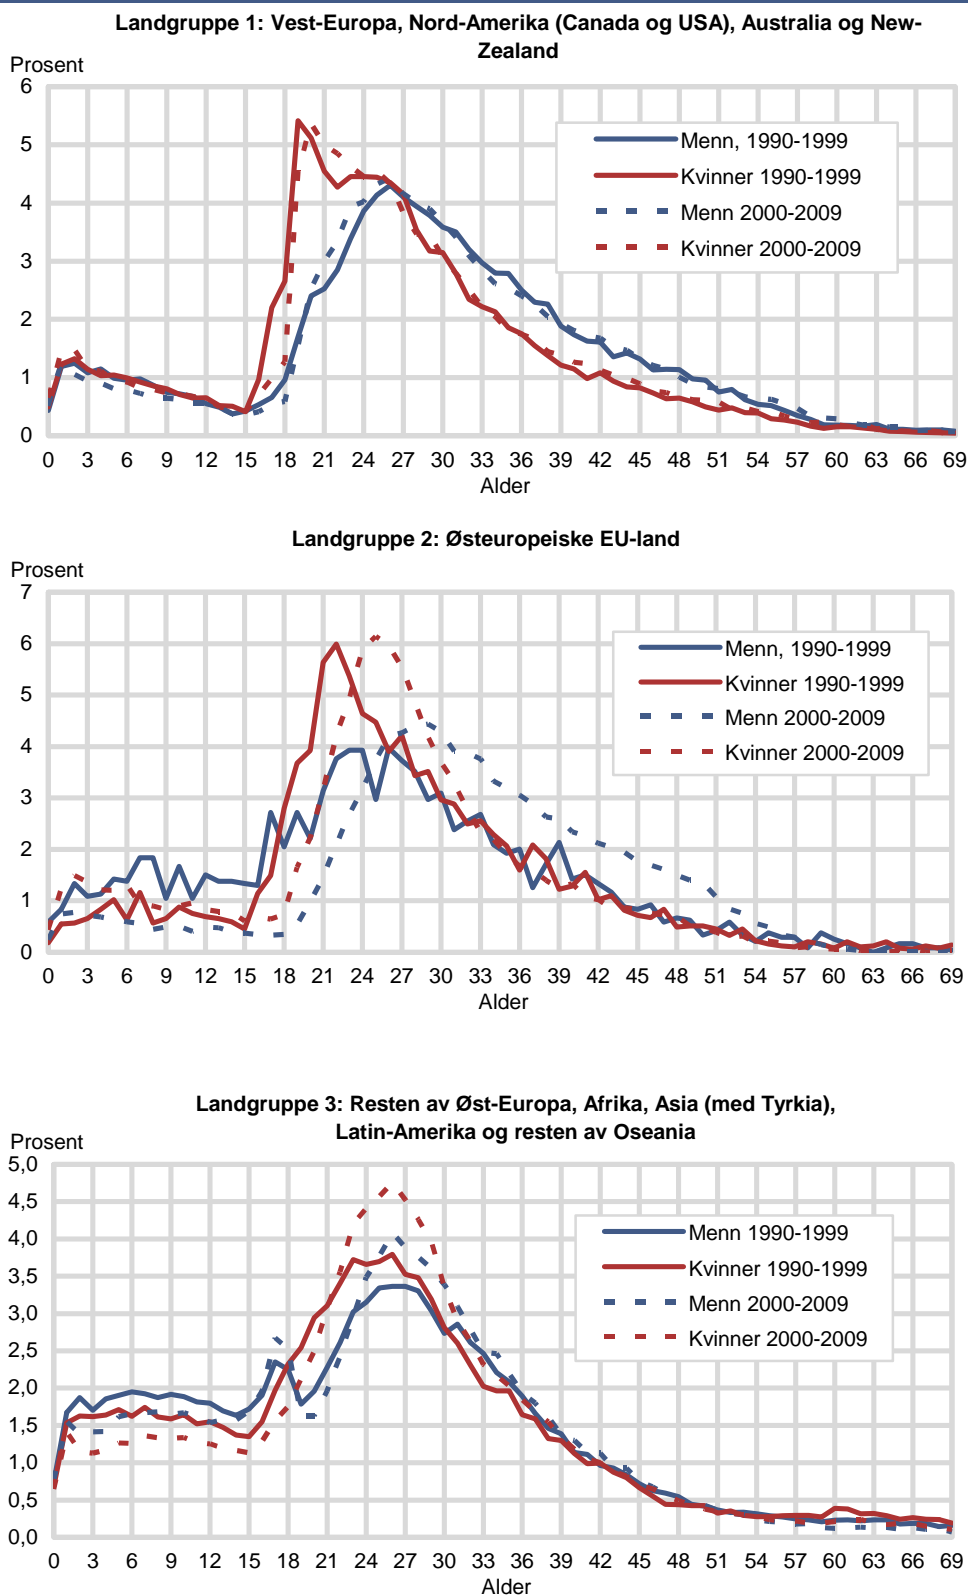 Landgruppe 1: Vest-Europa, Nord-Amerika (Canada og USA), Australia og New-
Zealand
Prosent
6
5
4
3
2
1
0
Menn, 1990-1999
Kvinner 1990-1999
Menn 2000-2009
Kvinner 2000-2009
0 3 6 9 12 15 18 21 24 27 30 33 36 39 42 45 48 51 54 57 60 63 66 69
Alder
Landgruppe 2: Østeuropeiske EU-land
Prosent
7
6
5
4
3
2
1
0
Menn, 1990-1999
Kvinner 1990-1999
Menn 2000-2009
Kvinner 2000-2009
0 3 6 9 12 15 18 21 24 27 30 33 36 39 42 45 48 51 54 57 60 63 66 69
Alder
Landgruppe 3: Resten av Øst-Europa, Afrika, Asia (med Tyrkia),
Latin-Amerika og resten av Oseania
Prosent
5,0
4,5
4,0
3,5
3,0
2,5
2,0
1,5
1,0
0,5
0,0
Menn 1990-1999
Kvinner 1990-1999
Menn 2000-2009
Kvinner 2000-2009
0 3 6 9 12 15 18 21 24 27 30 33 36 39 42 45 48 51 54 57 60 63 66 69
Alder